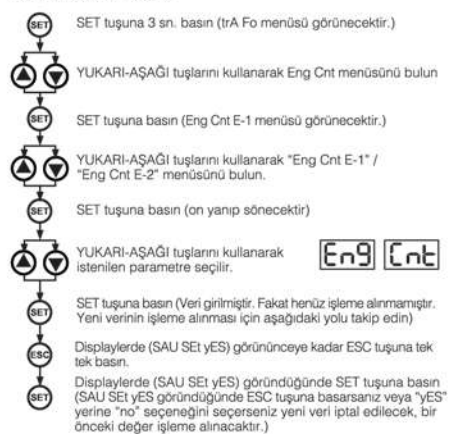 SET
SET tuşuna 3 sn. basın (trA Fo menüsü görünecektir.)
YUKARI-AŞAĞI tuşlarını kullanarak Eng Cnt menüsünü bulun
SET
SET tuşuna basın (Eng Cnt E-1 menüsü görünecektir.)
YUKARI-AŞAĞI tuşlarını kullanarak "Eng Cnt E-1" /
"Eng Cnt E-2" menüsünü bulun.
SET
SET tuşuna basın (on yanıp sönecektir)
YUKARI-AŞAĞI tuşlarını kullanarak
istenilen parametre seçilir.
Eng Cnt
SET
SET tuşuna basın (Veri girilmiştir. Fakat henüz işleme alınmamıştır.
Yeni verinin işleme alınması için aşağıdaki yolu takip edin)
ESC
Displaylerde (SAU SEt yES) görününceye kadar ESC tuşuna tek
tek basın.
SET
Displaylerde (SAU SEt yES) göründüğünde SET tuşuna basın
(SAU SEt yES göründüğünde ESC tuşuna basarsanız veya "yES"
yerine "no" seçeneğini seçerseniz yeni veri iptal edilecek, bir
önceki değer işleme alınacaktır.)